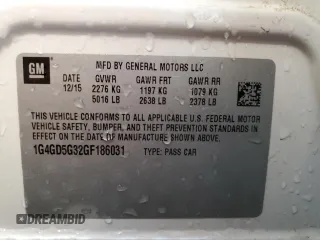 GM
MFD BY GENERAL MOTORS LLC
DATE GVWR GAWR FRT GAWR RR
12/15 2276 KG 1197 KG 1079 KG
5016 LB 2638 LB 2378 LB
THIS VEHICLE CONFORMS TO ALL APPLICABLE U.S. FEDERAL MOTOR
VEHICLE SAFETY, BUMPER, AND THEFT PREVENTION STANDARDS
IN EFFECT ON THE DATE OF MANUFACTURE SHOWN ABOVE.
1G4GD5G32GF186031 TYPE: PASS CAR
DREAMBID